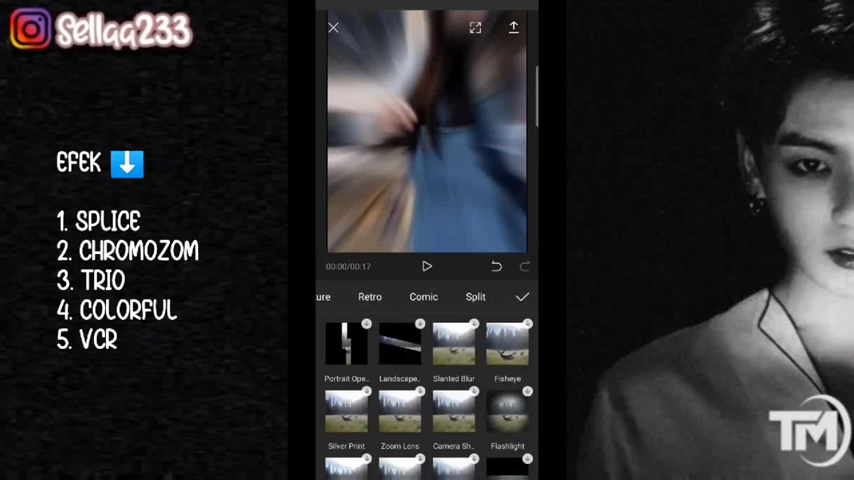 Sellaa233
EFEK ⬇️
1. SPLICE
2. CHROMOZOM
3. TRIO
4. COLORFUL
5. VCR
00:00/00:17
ure Retro Comic Split
Portrait Ope.. Landscape.. Slanted Blur Fisheye
Silver Print Zoom Lens Camera Sh.. Flashlight
TM